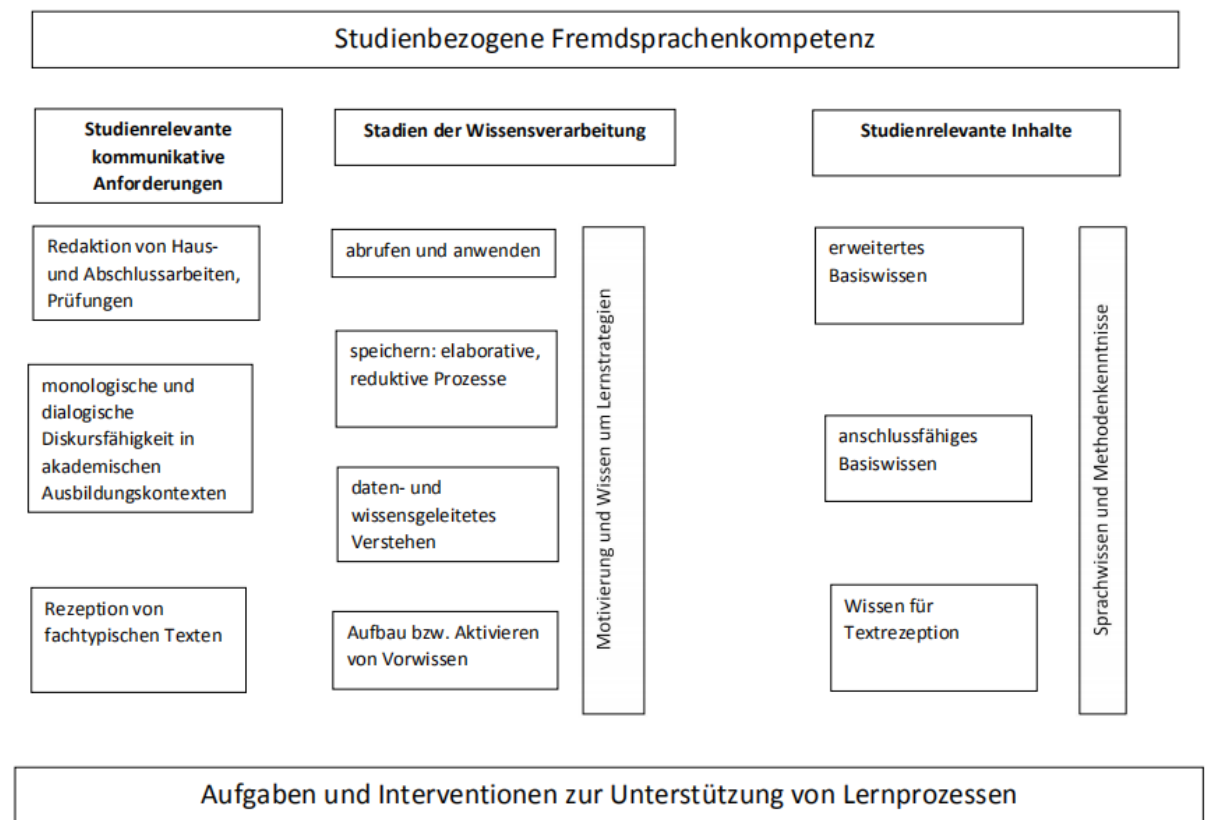 Studienbezogene Fremdsprachenkompetenz
Studienrelevante
kommunikative
Anforderungen
Redaktion von Haus-
und Abschlussarbeiten,
Prüfungen
monologische und
dialogische
Diskursfähigkeit in
akademischen
Ausbildungskontexten
Rezeption von
fachtypischen Texten
Stadien der Wissensverarbeitung
abrufen und anwenden
speichern: elaborative,
reduktive Prozesse
daten- und
wissensgeleitetes
Verstehen
Aufbau bzw. Aktivieren
von Vorwissen
Motivierung und Wissen um Lernstrategien
Studienrelevante Inhalte
erweitertes
Basiswissen
anschlussfähiges
Basiswissen
Wissen für
Textrezeption
Sprachwissen und Methodenkenntnisse
Aufgaben und Interventionen zur Unterstützung von Lernprozessen